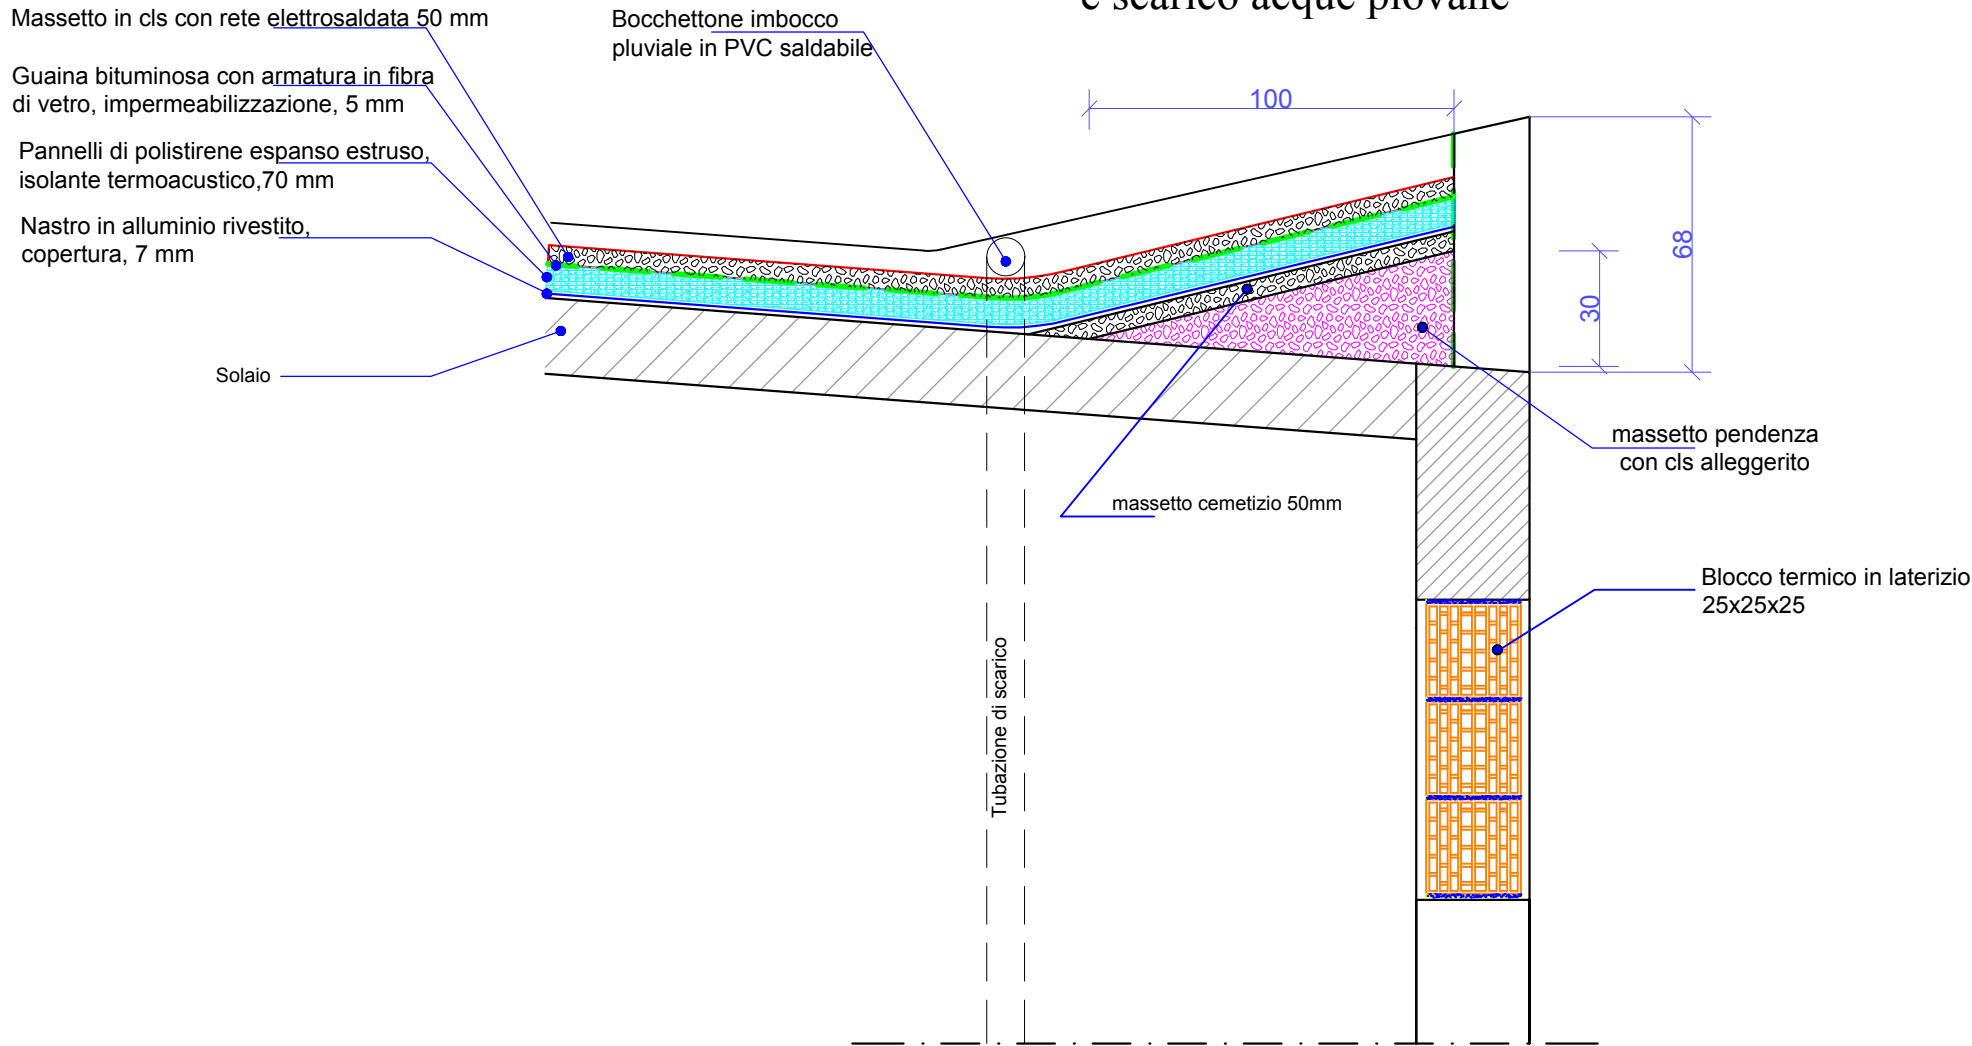 e scarico acque piovane
Massetto in cls con rete elettrosaldata 50 mm
Guaina bituminosa con armatura in fibra
di vetro, impermeabilizzazione, 5 mm
Pannelli di polistirene espanso estruso,
isolante termoacustico,70 mm
Nastro in alluminio rivestito,
copertura, 7 mm
Solaio
Bocchettone imbocco
pluviale in PVC saldabile
100
68
30
massetto pendenza
con cls alleggerito
massetto cemetizio 50mm
Blocco termico in laterizio
25x25x25
Tubazione di scarico